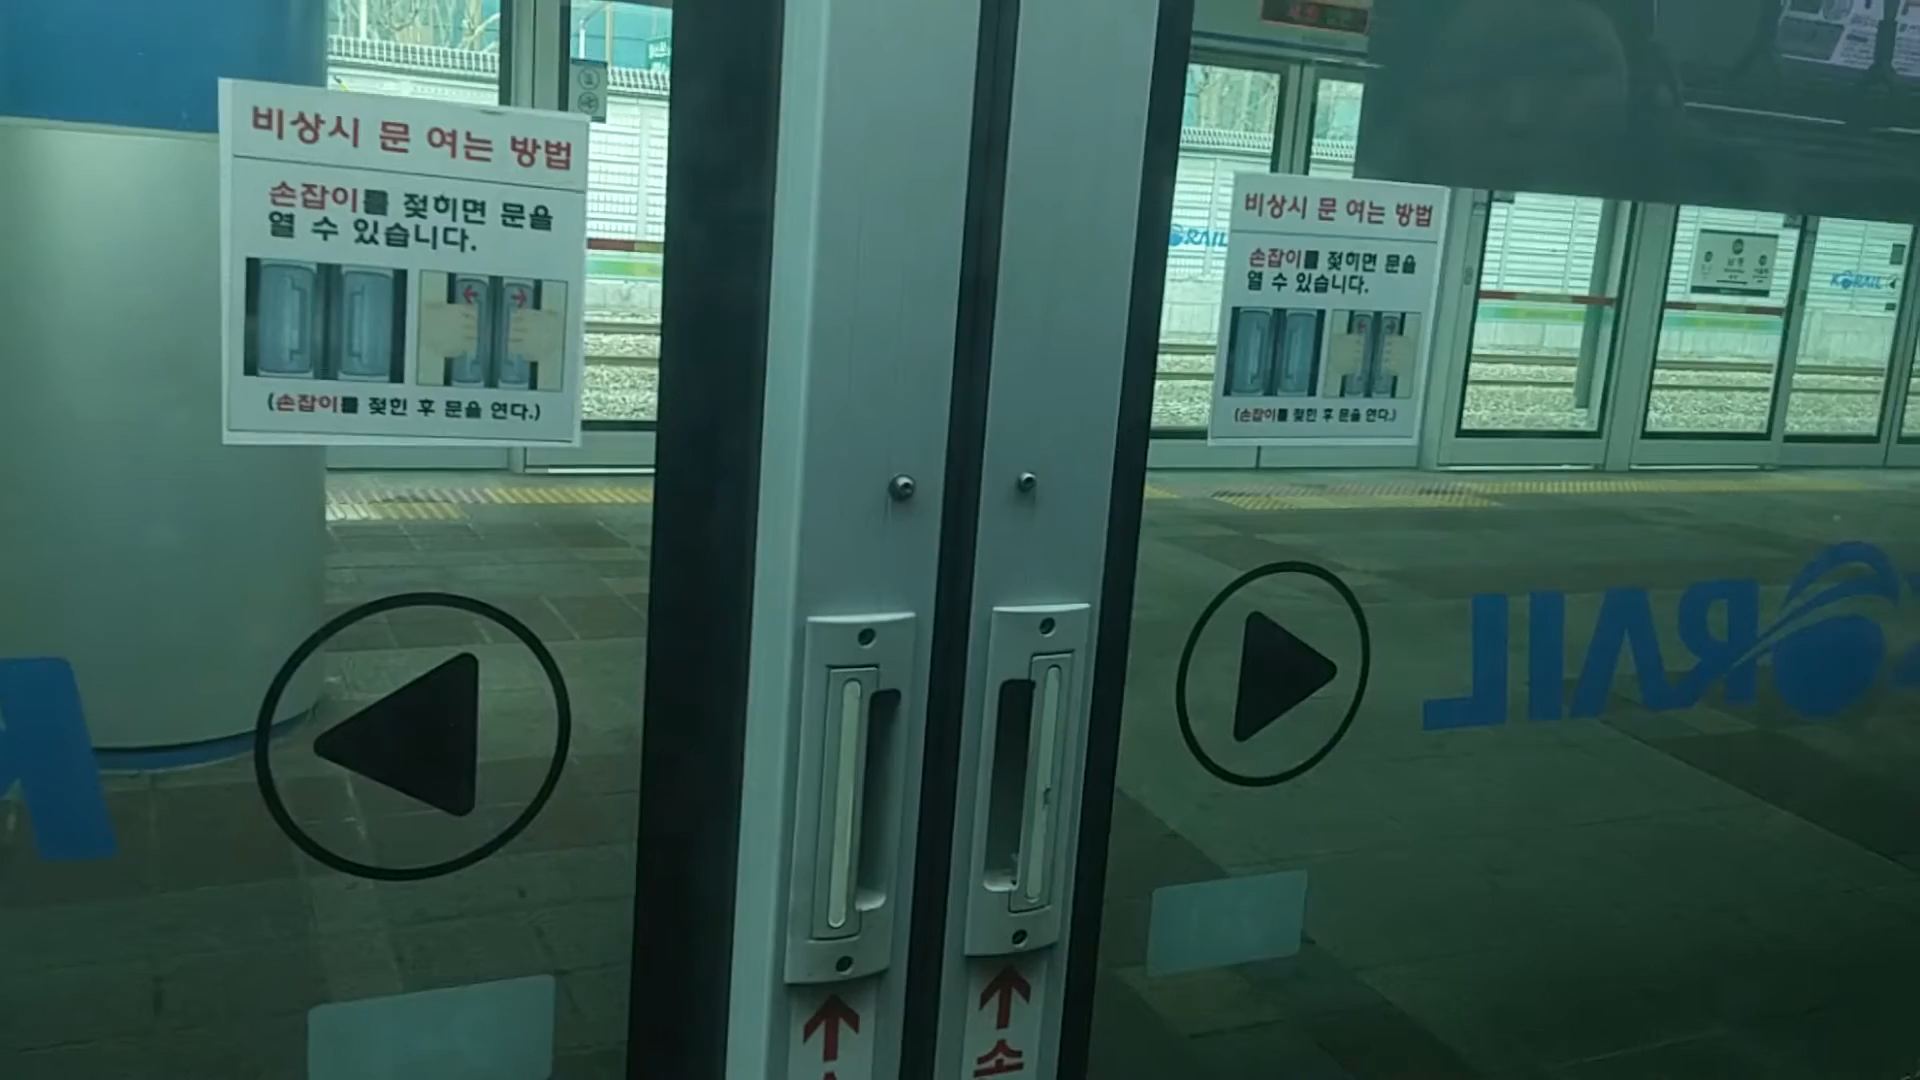 비상시 문 여는 방법
손잡이를 젖히면 문을
열 수 있습니다.
(손잡이를 젖힌 후 문을 연다.)
비상시 문 여는 방법
손잡이를 젖히면 문을
열 수 있습니다.
(손잡이를 젖힌 후 문을 연다.)
KORAIL
KORAIL
손